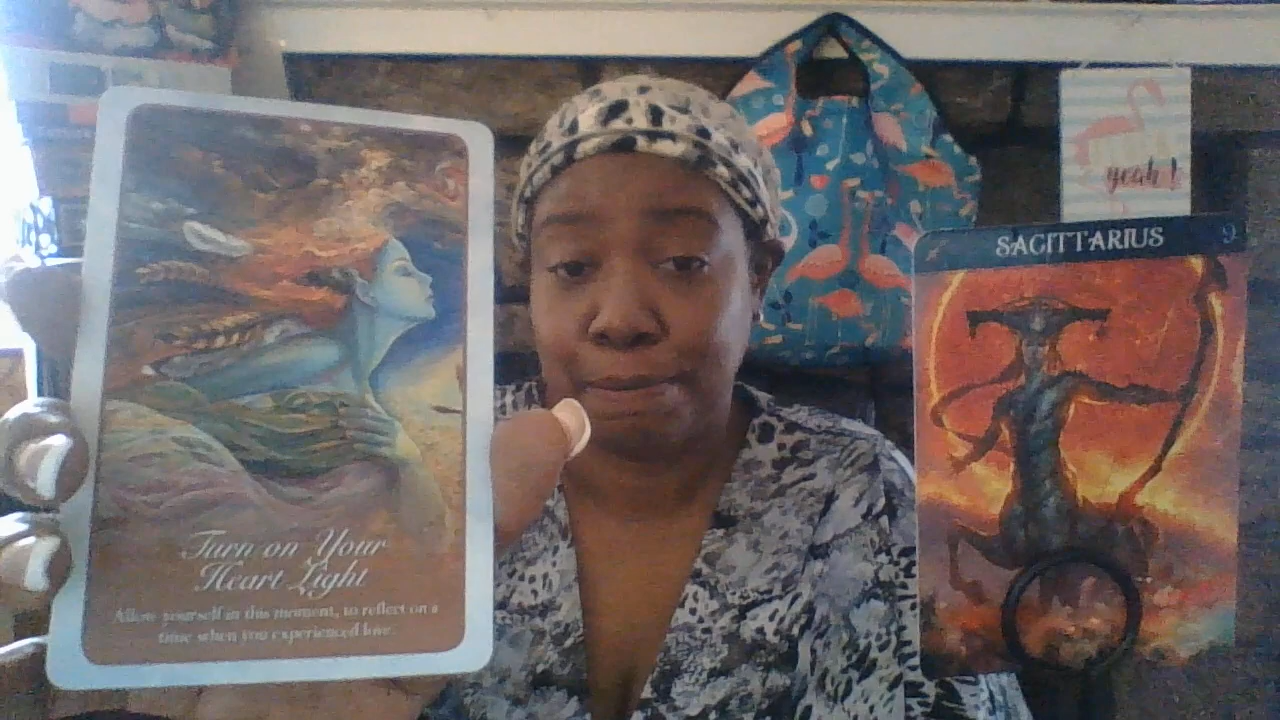 Turn on Your
Heart Light
Allow yourself in this moment, to reflect on a
time when you experienced love.
yeah!
SAGITTARIUS 9